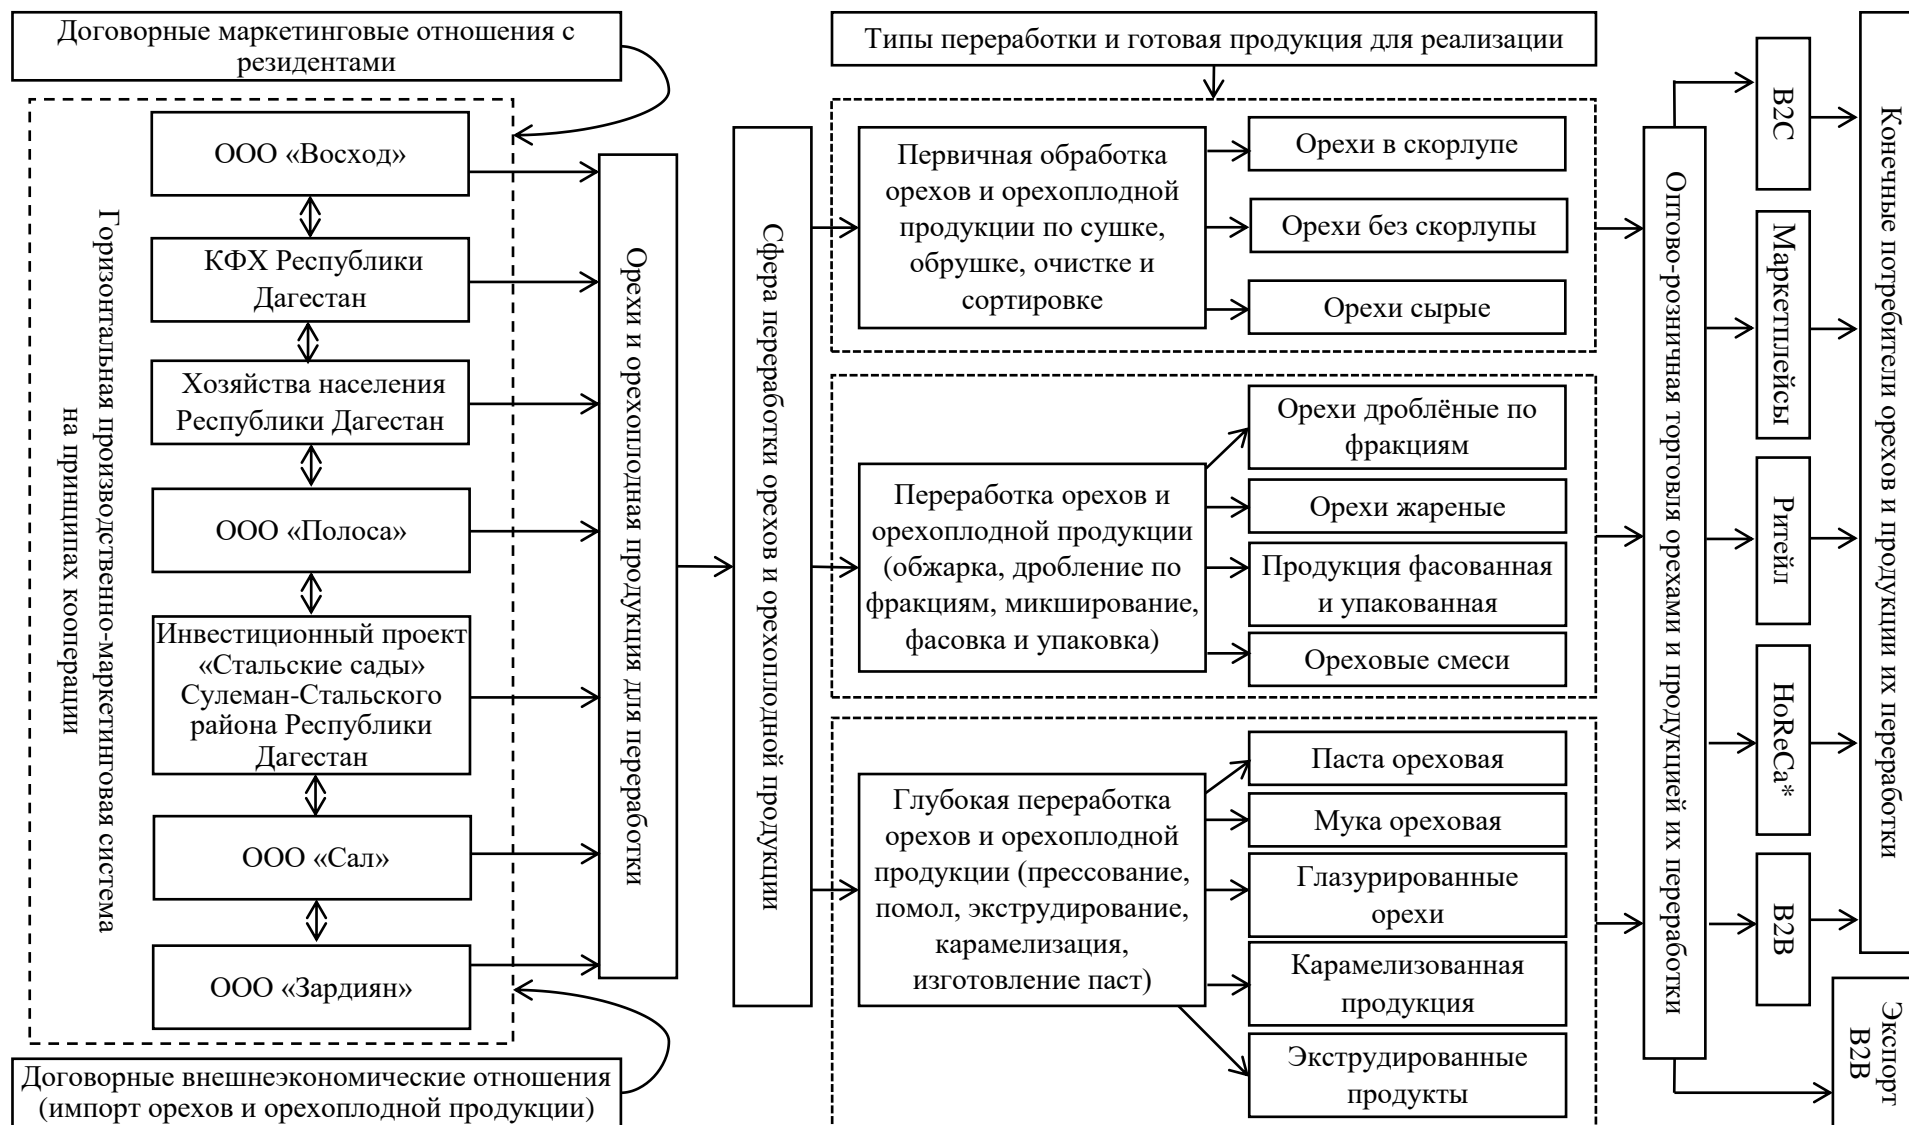 Договорные маркетинговые отношения с
резидентами
Горизонтальная производственно-маркетинговая система
на принципах кооперации
ООО «Восход»
КФХ Республики
Дагестан
Хозяйства населения
Республики Дагестан
ООО «Полоса»
Инвестиционный проект
«Стальские сады»
Сулеман-Стальского
района Республики
Дагестан
ООО «Сал»
ООО «Зардиян»
Договорные внешнеэкономические отношения
(импорт орехов и орехоплодной продукции)
Орехи и орехоплодная продукция для переработки
Сфера переработки орехов и орехоплодной продукции
Типы переработки и готовая продукция для реализации
Первичная обработка
орехов и орехоплодной
продукции по сушке,
обрушке, очистке и
сортировке
Орехи в скорлупе
Орехи без скорлупы
Орехи сырые
Переработка орехов и
орехоплодной продукции
(обжарка, дробление по
фракциям, микширование,
фасовка и упаковка)
Орехи дроблёные по
фракциям
Орехи жареные
Продукция фасованная
и упакованная
Ореховые смеси
Глубокая переработка
орехов и орехоплодной
продукции (прессование,
помол, экструдирование,
карамелизация,
изготовление паст)
Паста ореховая
Мука ореховая
Глазурированные
орехи
Карамелизованная
продукция
Экструдированные
продукты
Оптово-розничная торговля орехами и продукцией их переработки
B2C
Маркетплейсы
Ритейл
HoReCa*
B2B
Экспорт
B2B
Конечные потребители орехов и продукции их переработки